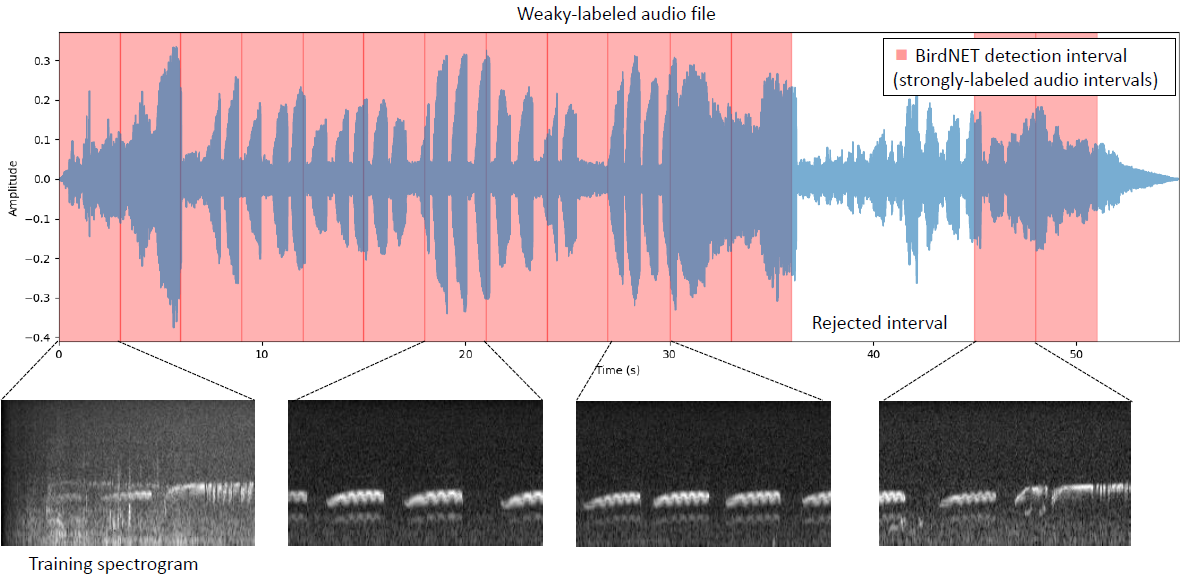 Weaky-labeled audio file
BirdNET detection interval
(strongly-labeled audio intervals)
0.3
0.2
0.1
0.0
−0.1
−0.2
−0.3
−0.4
Amplitude
Rejected interval
0
10
20
30
40
50
Time (s)
Training spectrogram